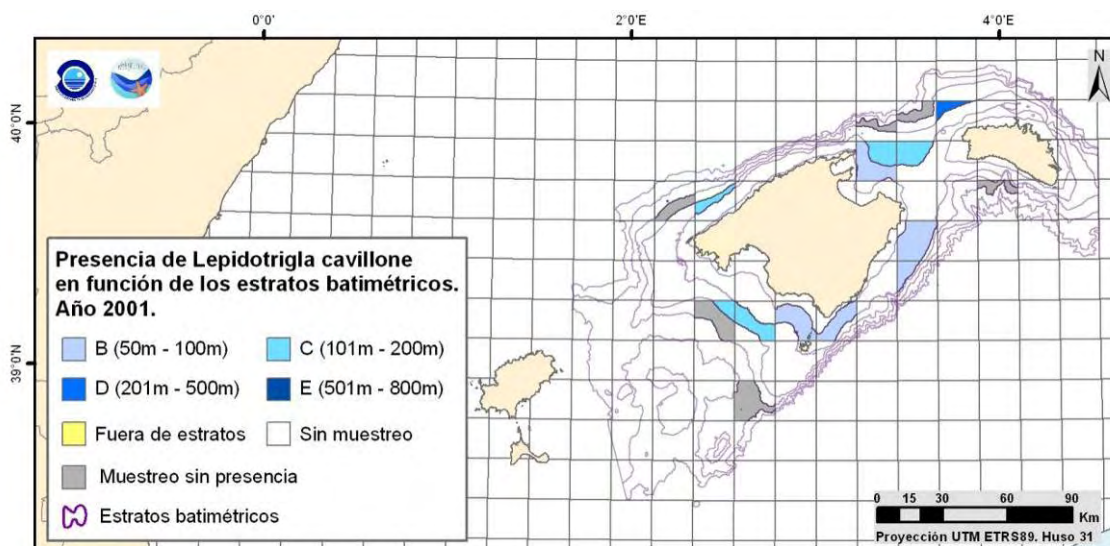 0°0'
2°0'E
4°0'E
N
40°0'N
39°0'N
Presencia de Lepidotrigla cavillone
en función de los estratos batimétricos.
Año 2001.
B (50m - 100m)
C (101m - 200m)
D (201m - 500m)
E (501m - 800m)
Fuera de estratos
Sin muestreo
Muestreo sin presencia
Estratos batimétricos
0 15 30 60 90
Km
Proyección UTM ETRS89. Huso 31